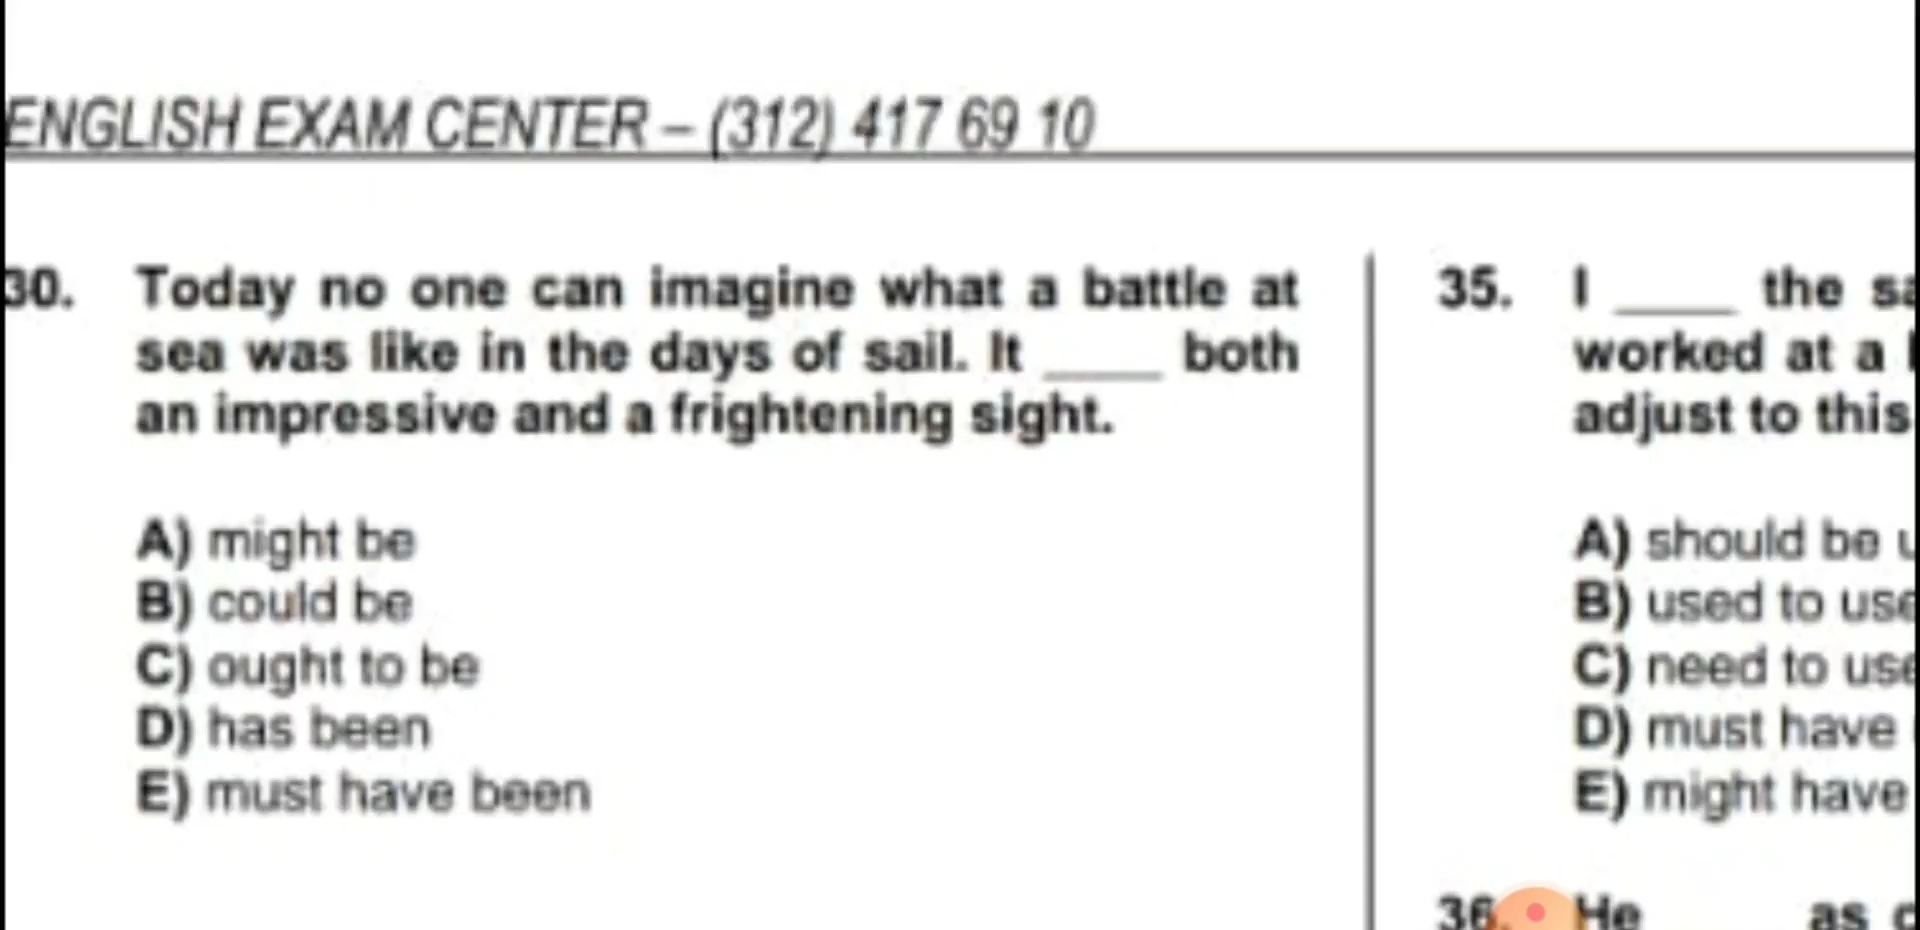 ENGLISH EXAM CENTER – (312) 417 69 10
30. Today no one can imagine what a battle at
sea was like in the days of sail. It ____ both
an impressive and a frightening sight.
A) might be
B) could be
C) ought to be
D) has been
E) must have been
35. I ____ the
worked at a
adjust to this
A) should be
B) used to
C) need to
D) must have
E) might have
36. He
as